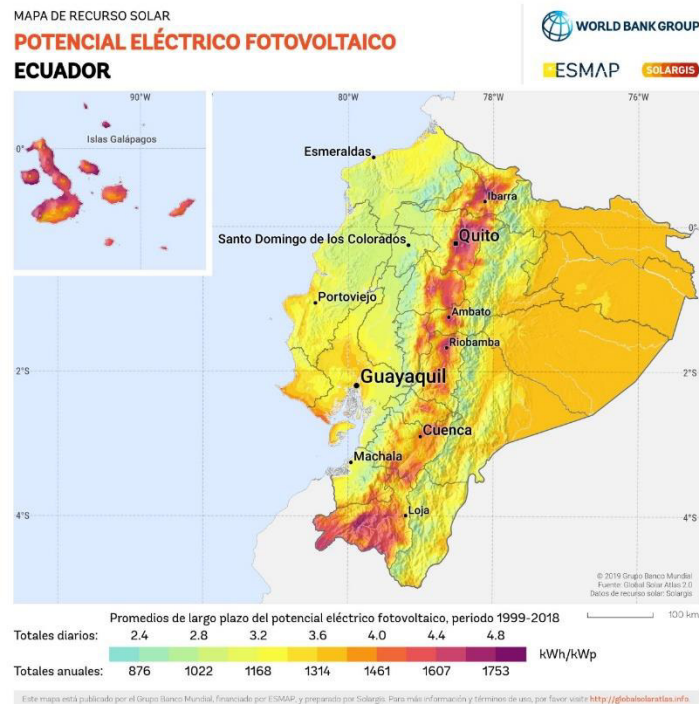 MAPA DE RECURSO SOLAR
POTENCIAL ELÉCTRICO FOTOVOLTAICO
ECUADOR
WORLD BANK GROUP
ESMAP
SOLARGIS
90°W
80°W
78°W
76°W
Islas Galápagos
0°
Esmeraldas
Ibarra
0°
Quito
Santo Domingo de los Colorados
Portoviejo
Ambato
Riobamba
2°S
2°S
Guayaquil
Cuenca
Machala
4°S
Loja
4°S
© 2019 Grupo Banco Mundial
Fuente: Global Solar Atlas 2.0
Datos de recurso solar: Solargis
100 km
Promedios de largo plazo del potencial eléctrico fotovoltaico, periodo 1999-2018
Totales diarios: 2.4 2.8 3.2 3.6 4.0 4.4 4.8
kWh/kWp
Totales anuales: 876 1022 1168 1314 1461 1607 1753
Este mapa está publicado por el Grupo Banco Mundial, financiado por ESMAP, y preparado por Solargis. Para más información y términos de uso, por favor visite http://globalsolaratlas.info.